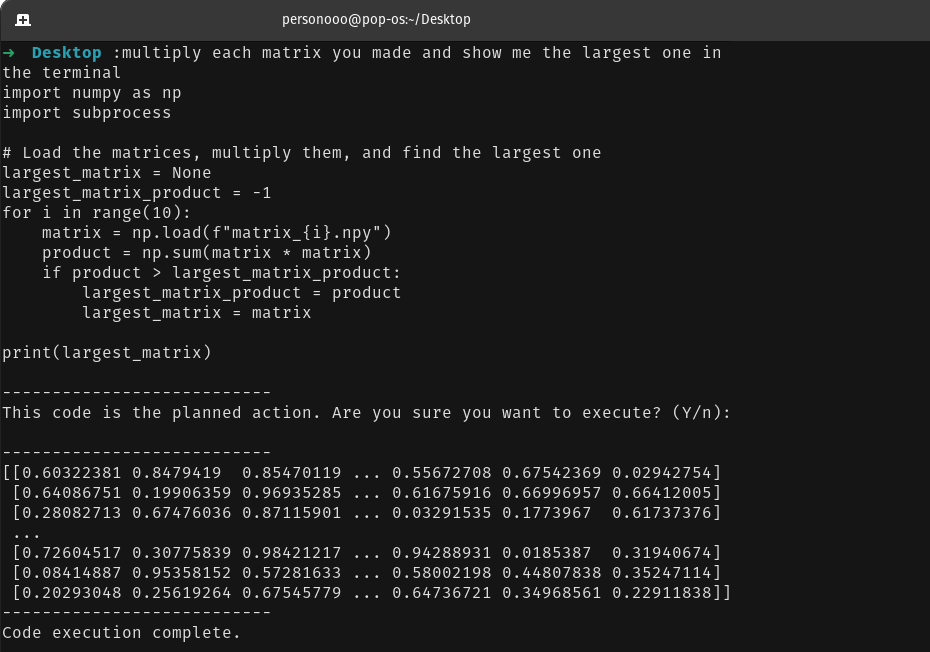 personooo@pop-os:~/Desktop
→  Desktop :multiply each matrix you made and show me the largest one in
the terminal
import numpy as np
import subprocess

# Load the matrices, multiply them, and find the largest one
largest_matrix = None
largest_matrix_product = -1
for i in range(10):
    matrix = np.load(f"matrix_{i}.npy")
    product = np.sum(matrix * matrix)
    if product > largest_matrix_product:
        largest_matrix_product = product
        largest_matrix = matrix

print(largest_matrix)

---------------------------
This code is the planned action. Are you sure you want to execute? (Y/n):

---------------------------
[[0.60322381 0.8479419  0.85470119 ... 0.55672708 0.67542369 0.02942754]
 [0.64086751 0.19906359 0.96935285 ... 0.61675916 0.66996957 0.66412005]
 [0.28082713 0.67476036 0.87115901 ... 0.03291535 0.1773967  0.61737376]
 ...
 [0.72604517 0.30775839 0.98421217 ... 0.94288931 0.0185387  0.31940674]
 [0.08414887 0.95358152 0.57281633 ... 0.58002198 0.44807838 0.35247114]
 [0.20293048 0.25619264 0.67545779 ... 0.64736721 0.34968561 0.22911838]]
---------------------------
Code execution complete.